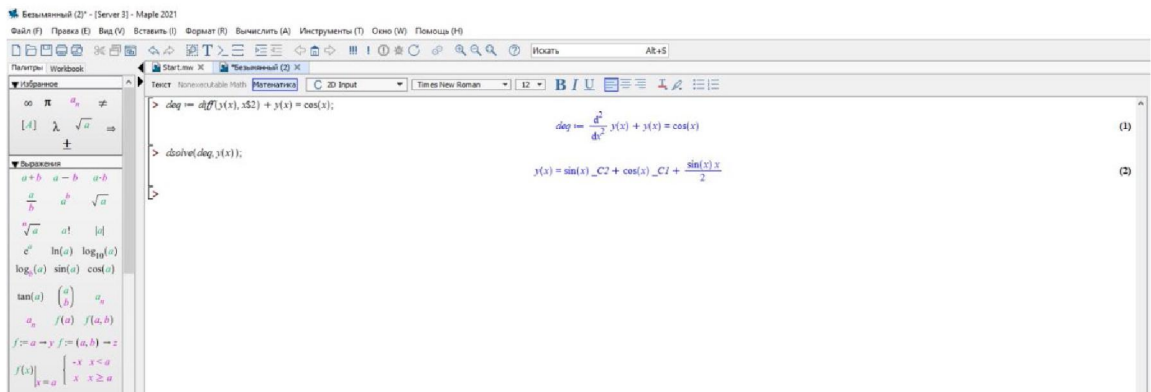 Безымянный (2)* - [Server 3] - Maple 2021
Файл (F) Правка (E) Вид (V) Вставить (I) Формат (R) Вычислить (A) Инструменты (T) Окно (W) Помощь (H)
Искать Alt+S
Палитры Workbook Start.mw X *Безымянный (2) X
Текст Nonexecutable Math Математика C 2D Input Times New Roman 12 B I U
▼Избранное
∞ π aₙ ≠
[A] λ √a ⇒
±
▼Выражения
a+b a−b a·b
a/b a^b √a
ⁿ√a a! |a|
e^a ln(a) log₁₀(a)
log_b(a) sin(a) cos(a)
tan(a) (a b) aₙ
aₙ f(a) f(a, b)
f := a → y f := (a, b) → z
f(x)|x=a { -x x < a
x x ≥ a
> deq := diff(y(x), x$2) + y(x) = cos(x);
deq := d²/dx² y(x) + y(x) = cos(x) (1)
> dsolve(deq, y(x));
y(x) = sin(x) _C2 + cos(x) _C1 + sin(x) x/2 (2)
>